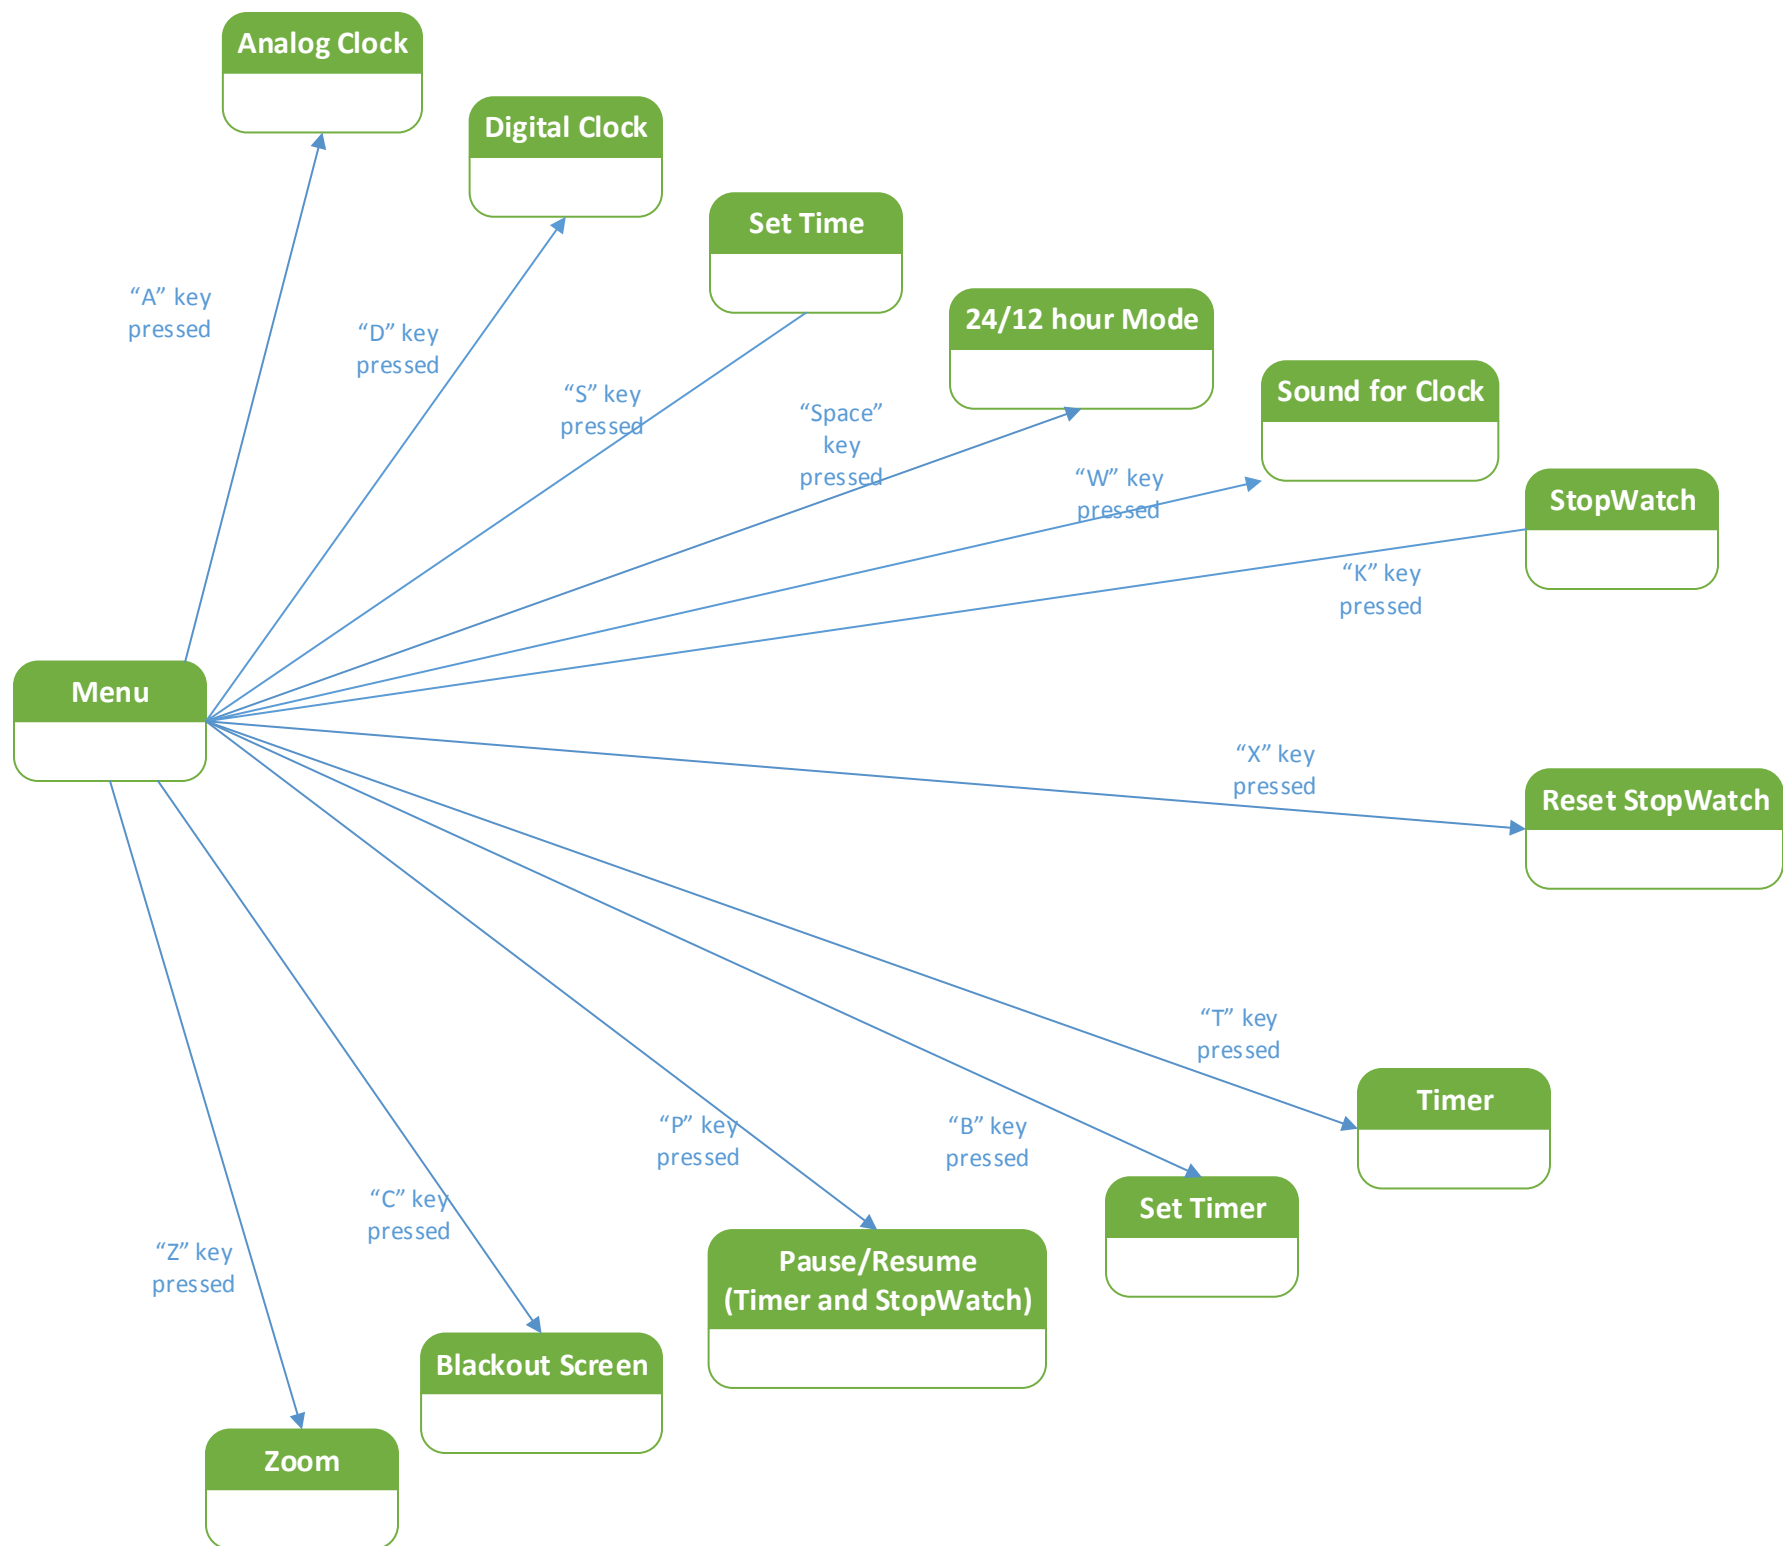 Analog Clock
Digital Clock
Set Time
“A” key
pressed
24/12 hour Mode
“D” key
pressed
Sound for Clock
“S” key
pressed
“Space”
key
pressed
“W” key
pressed
StopWatch
“K” key
pressed
Menu
“X” key
pressed
Reset StopWatch
“T” key
pressed
Timer
“P” key
pressed
“B” key
pressed
“C” key
pressed
Set Timer
“Z” key
pressed
Pause/Resume
(Timer and StopWatch)
Blackout Screen
Zoom